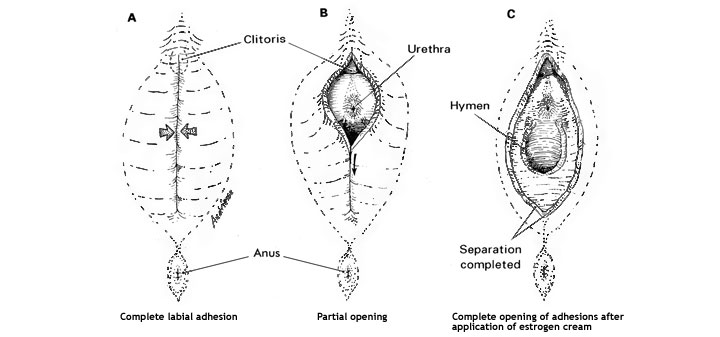 A
B
C
Clitoris
Urethra
Hymen
Anus
Separation
completed
Complete labial adhesion
Partial opening
Complete opening of adhesions after
application of estrogen cream